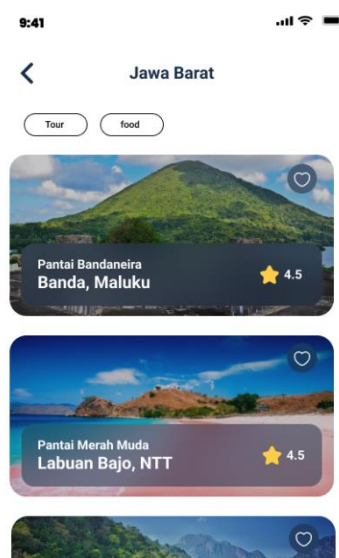 9:41
Jawa Barat
Tour
food
Pantai Bandaneira
Banda, Maluku
4.5
Pantai Merah Muda
Labuan Bajo, NTT
4.5